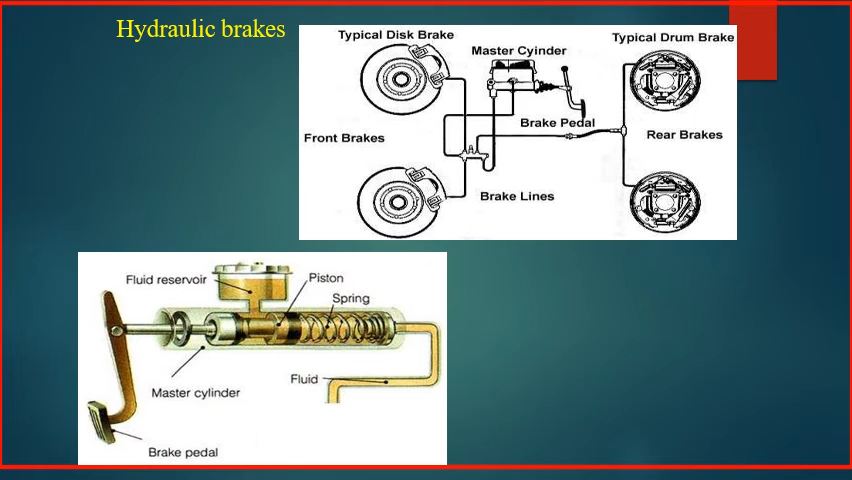 Hydraulic brakes
Typical Disk Brake
Master Cyinder
Typical Drum Brake
Brake Pedal
Front Brakes
Rear Brakes
Brake Lines
Fluid reservoir
Piston
Spring
Fluid
Master cylinder
Brake pedal